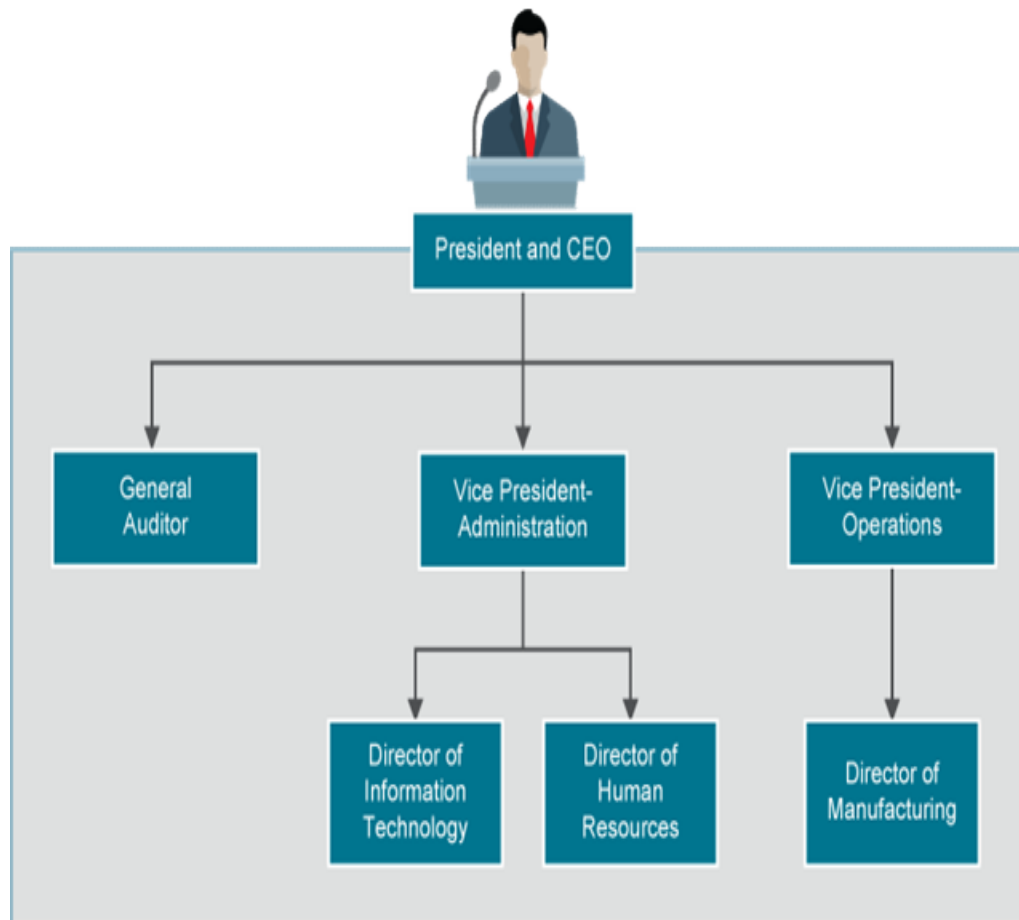 President and CEO
General
Auditor
Vice President-
Administration
Vice President-
Operations
Director of
Information
Technology
Director of
Human
Resources
Director of
Manufacturing